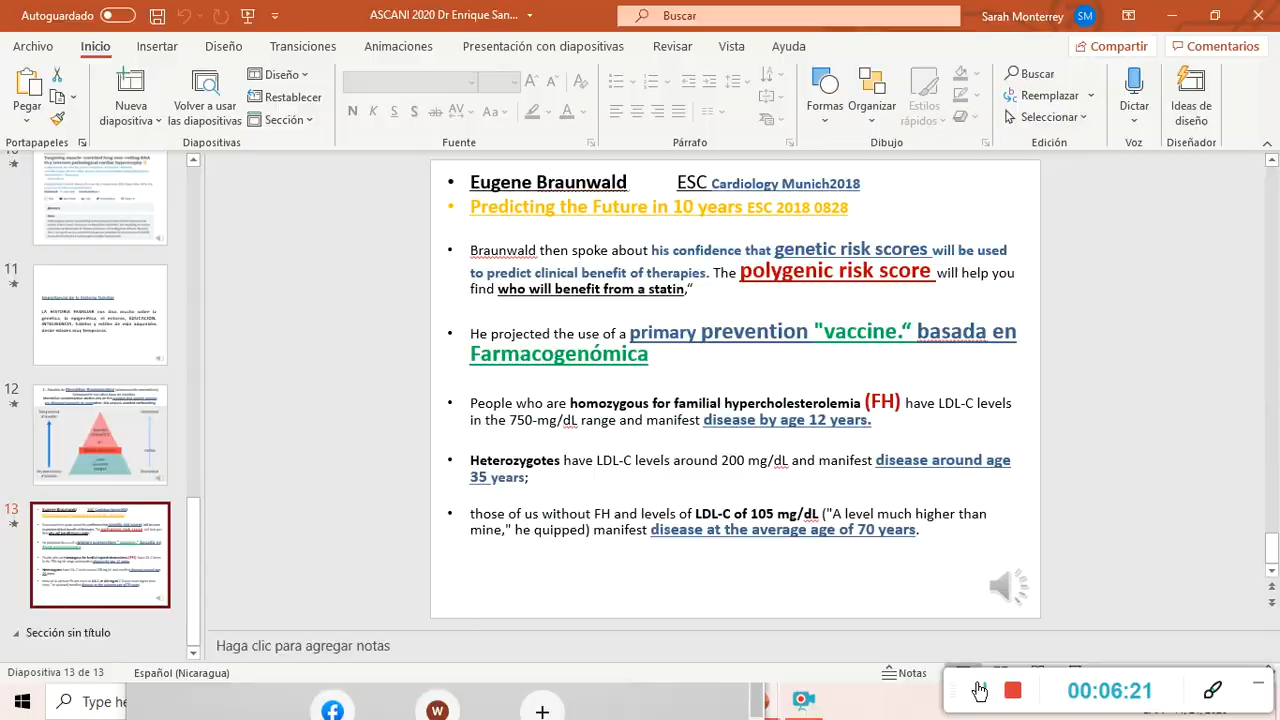 Autoguardado
ASCANI 2020 Dr Enrique San...
Buscar
Sarah Monterrey
SM
Archivo
Inicio
Insertar
Diseño
Transiciones
Animaciones
Presentación con diapositivas
Revisar
Vista
Ayuda
Compartir
Comentarios
Pegar
Nueva
diapositiva
Volver a usar
las diapositivas
Diseño
Restablecer
Sección
N K S S ab AV Aa A
Formas
Organizar
Estilos
rápidos
Buscar
Reemplazar
Seleccionar
Dictar
Ideas de
diseño
Portapapeles
Diapositivas
Fuente
Párrafo
Dibujo
Edición
Voz
Diseñador
11
12
13
Sección sin título
• Eugene Braunwald ESC Cardiology Munich2018
• Predicting the Future in 10 years ESC 2018 0828
• Braunwald then spoke about his confidence that genetic risk scores will be used
to predict clinical benefit of therapies. The polygenic risk score will help you
find who will benefit from a statin,“
• He projected the use of a primary prevention "vaccine.“ basada en
Farmacogenómica
• People who are homozygous for familial hypercholesterolemia (FH) have LDL-C levels
in the 750-mg/dL range and manifest disease by age 12 years.
• Heterozygotes have LDL-C levels around 200 mg/dL and manifest disease around age
35 years;
• those of us without FH and levels of LDL-C of 105 mg/dL ("A level much higher than
mine," he assured) manifest disease at the average age of 70 years.
Haga clic para agregar notas
Diapositiva 13 de 13
Español (Nicaragua)
Notas
Type he
W
00:06:21